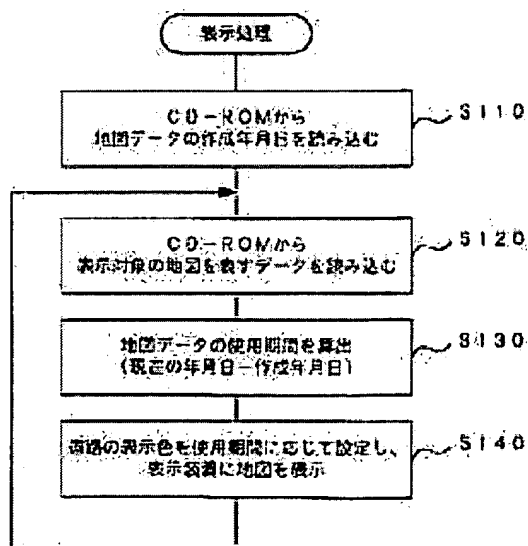 表示処理
CD-ROMから
地図データの作成年月日を読み込む
S110
CD-ROMから
表示対象の地図を表すデータを読み込む
S120
地図データの使用期間を算出
(現在の年月日-作成年月日)
S130
道路の表示色を使用期間に応じて設定し、
表示装置に地図を表示
S140